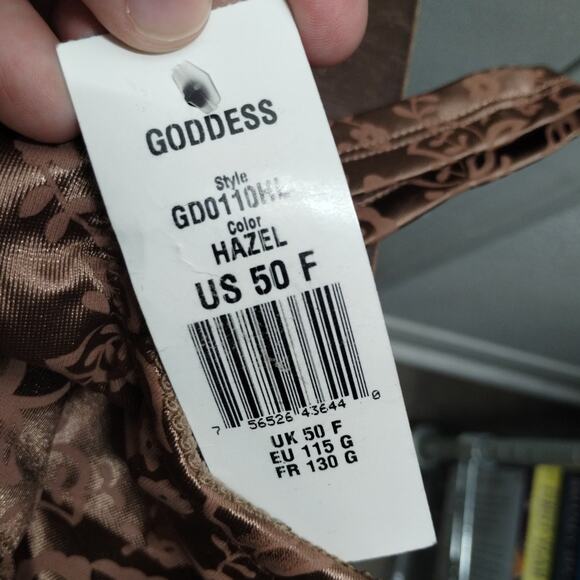 GODDESS
Style
GD0110HL
Color
HAZEL
US 50 F
7 56526 43644 0
UK 50 F
EU 115 G
FR 130 G